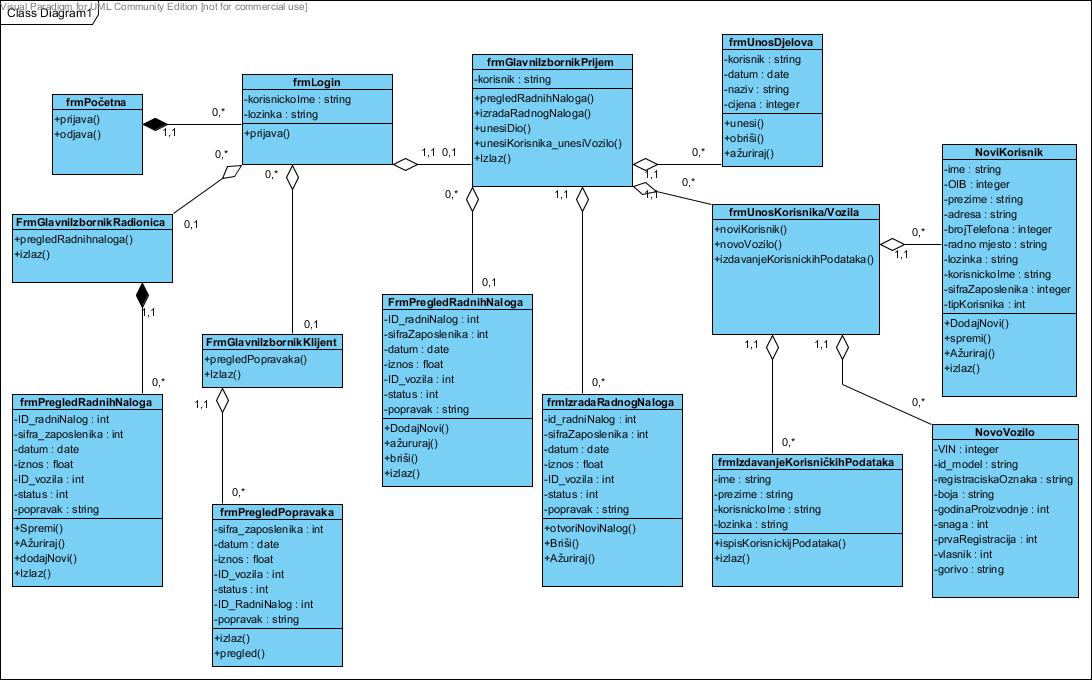 Visual Paradigm for UML Community Edition [not for commercial use]
Class Diagram1
frmPočetna
+prijava()
+odjava()
1,1
0,*
frmLogin
-korisnickoIme : string
-lozinka : string
+prijava()
0,*
0,1
0,*
0,1
1,1
0,1
frmGlavniIzbornikPrijem
-korisnik : string
+pregledRadnihNaloga()
+izradaRadnogNaloga()
+unesiDio()
+unesiKorisnika_unesiVozilo()
+Izlaz()
0,*
0,1
1,1
0,*
1,1
0,*
1,1
0,*
frmUnosDjelova
-korisnik : string
-datum : date
-naziv : string
-cijena : integer
+unesi()
+obriši()
+ažuriraj()
NoviKorisnik
-ime : string
-OIB : integer
-prezime : string
-adresa : string
-brojTelefona : integer
-radno mjesto : string
-lozinka : string
-korisnickoIme : string
-sifraZaposlenika : integer
-tipKorisnika : int
+DodajNovi()
+spremi()
+Ažuriraj()
+izlaz()
frmUnosKorisnika/Vozila
+noviKorisnik()
+novoVozilo()
+izdavanjeKorisnickihPodataka()
1,1
0,*
1,1
0,*
1,1
0,*
FrmGlavniIzbornikRadionica
+pregledRadnihnaloga()
+izlaz()
1,1
0,*
FrmGlavniIzbornikKlijent
+pregledPopravaka()
+Izlaz()
1,1
0,*
FrmPregledRadnihNaloga
-ID_radniNalog : int
-sifraZaposlenika : int
-datum : date
-iznos : float
-ID_vozila : int
-status : int
-popravak : string
+DodajNovi()
+ažururaj()
+briši()
+izlaz()
frmPregledRadnihNaloga
-ID_radniNalog : int
-sifra_zaposlenika : int
-datum : date
-iznos : float
-ID_vozila : int
-status : int
-popravak : string
+Spremi()
+Ažuriraj()
+dodajNovi()
+Izlaz()
frmIzradaRadnogNaloga
-id_radniNalog : int
-sifraZaposlenika : int
-datum : date
-iznos : float
-ID_vozila : int
-status : int
-popravak : string
+otvoriNoviNalog()
+Briši()
+Ažuriraj()
frmPregledPopravaka
-sifra_zaposlenika : int
-datum : date
-iznos : float
-ID_vozila : int
-status : int
-ID_RadniNalog : int
-popravak : string
+izlaz()
+pregled()
frmIzdavanjeKorisničkihPodataka
-ime : string
-prezime : string
-korisnickoIme : string
-lozinka : string
+ispisKorisnickijPodataka()
+izlaz()
NovoVozilo
-VIN : integer
-id_model : string
-registraciskaOznaka : string
-boja : string
-godinaProizvodnje : int
-snaga : int
-prvaRegistracija : int
-vlasnik : int
-gorivo : string